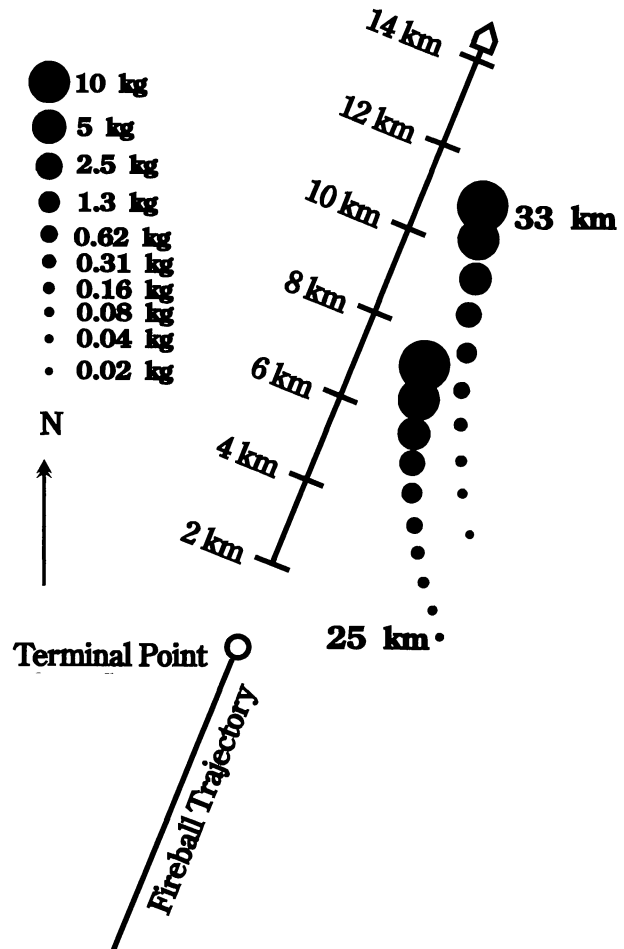 14 km
12 km
10 km
8 km
6 km
4 km
2 km
10 kg
5 kg
2.5 kg
1.3 kg
0.62 kg
0.31 kg
0.16 kg
0.08 kg
0.04 kg
0.02 kg
33 km
N
25 km
Terminal Point
Fireball Trajectory